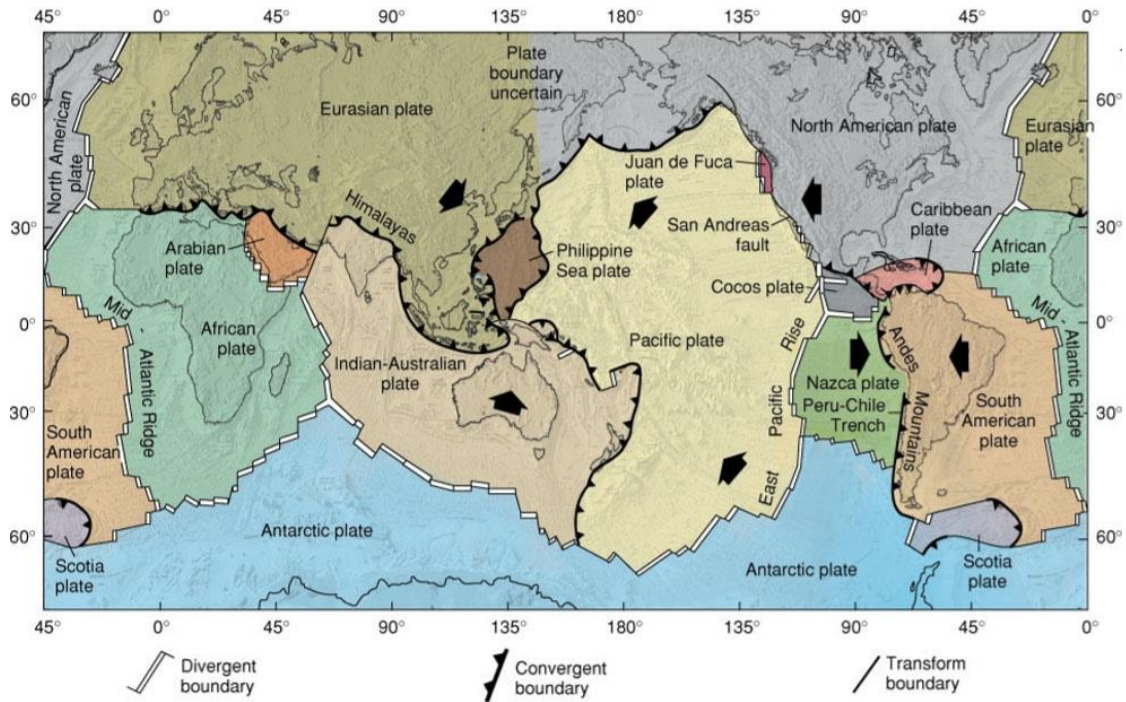 45° 0° 45° 90° 135° 180° 135° 90° 45° 0°
60°
30°
0°
30°
60°
60°
30°
0°
30°
60°
North American
plate
Eurasian plate
Plate
boundary
uncertain
North American plate
Eurasian
plate
Juan de Fuca
plate
Himalayas
San Andreas
fault
Caribbean
plate
Arabian
plate
Philippine
Sea plate
African
plate
Cocos plate
Mid
Atlantic Ridge
African
plate
Indian-Australian
plate
Pacific plate
East Pacific Rise
Nazca plate
Peru-Chile
Trench
Andes
Mountains
South
American
plate
Mid - Atlantic Ridge
South
American
plate
Antarctic plate
Antarctic plate
Scotia
plate
Scotia
plate
45° 0° 45° 90° 135° 180° 135° 90° 45° 0°
Divergent
boundary
Convergent
boundary
Transform
boundary